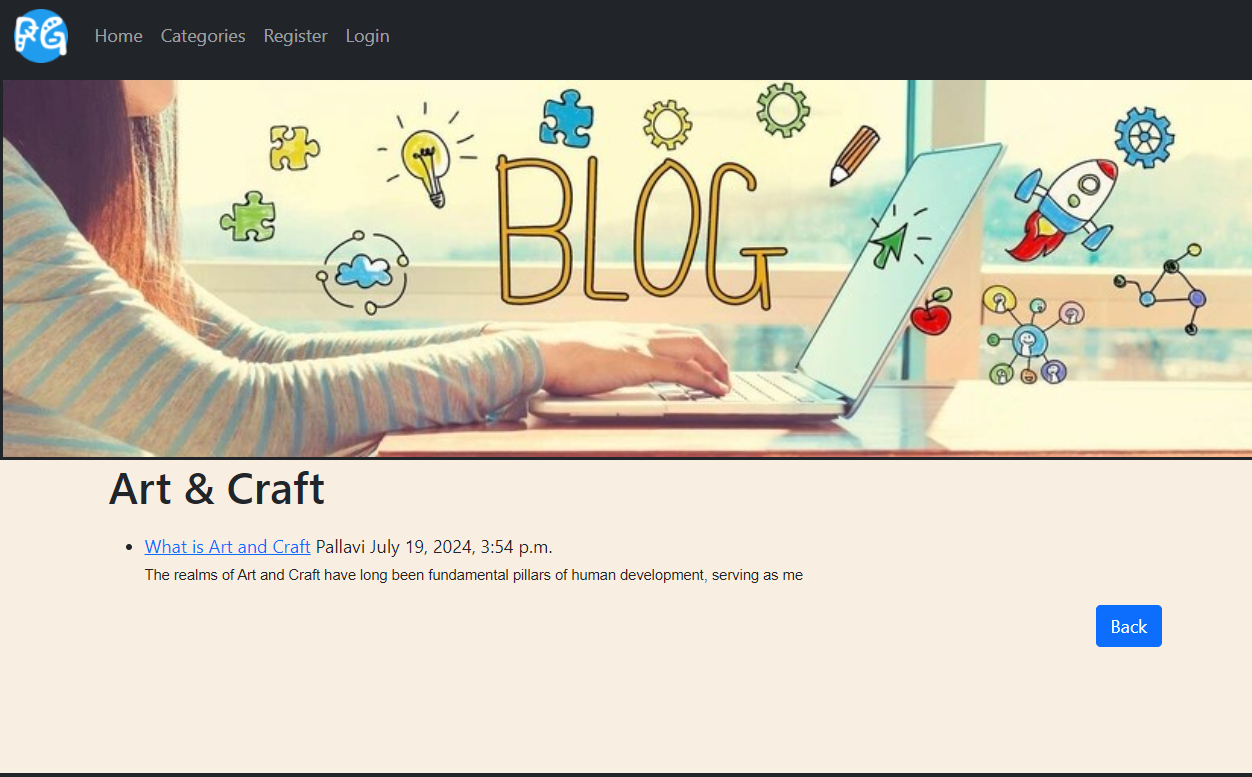 RG
Home Categories Register Login
BLOG
Art & Craft
What is Art and Craft Pallavi July 19, 2024, 3:54 p.m.
The realms of Art and Craft have long been fundamental pillars of human development, serving as me
Back